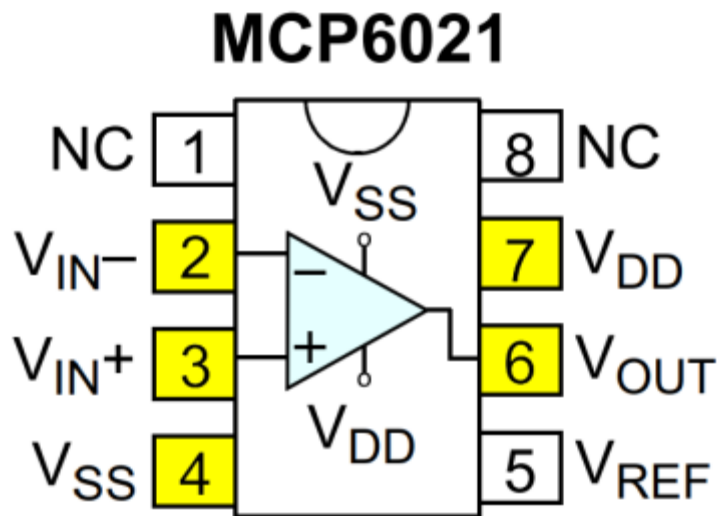 MCP6021
NC 1 8 NC
VSS
VIN– 2 – 7 VDD
VIN+ 3 + 6 VOUT
VDD
VSS 4 5 VREF